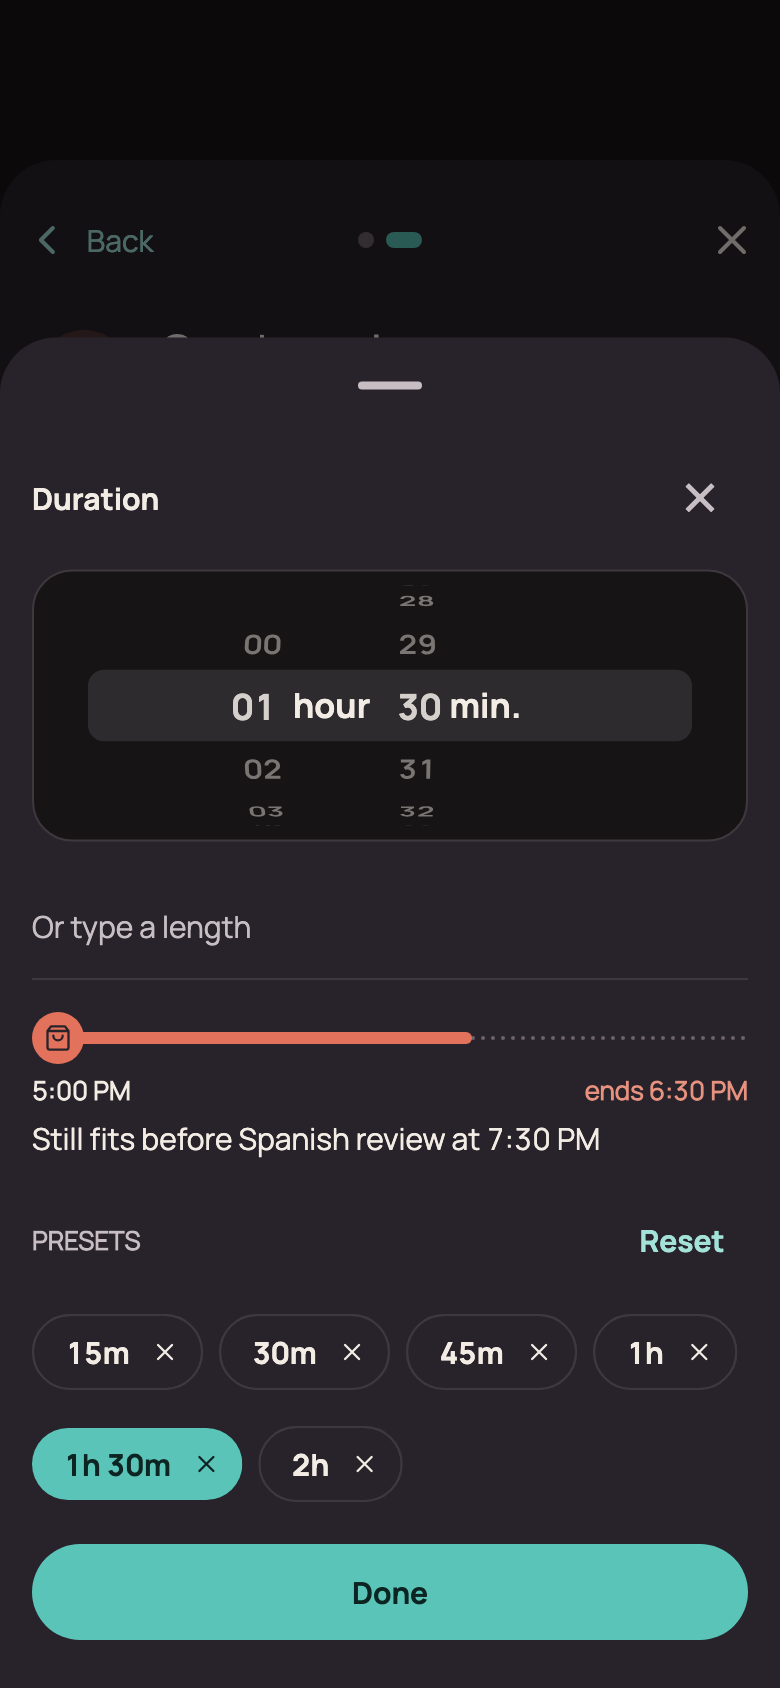 Back
Duration
28
00 29
01 hour 30 min.
02 31
03 32
Or type a length
5:00 PM ends 6:30 PM
Still fits before Spanish review at 7:30 PM
PRESETS Reset
15m 30m 45m 1h
1h 30m 2h
Done